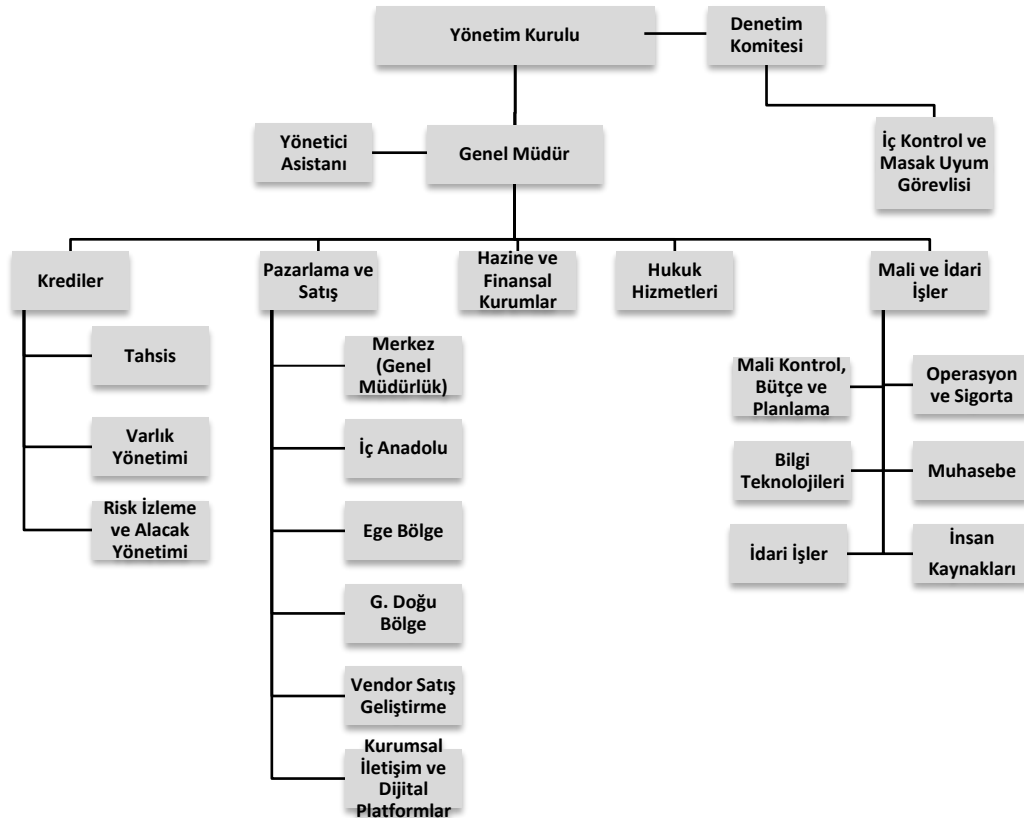 Yönetim Kurulu
Denetim
Komitesi
Yönetici
Asistanı
Genel Müdür
İç Kontrol ve
Masak Uyum
Görevlisi
Krediler
Pazarlama ve
Satış
Hazine ve
Finansal
Kurumlar
Hukuk
Hizmetleri
Mali ve İdari
İşler
Tahsis
Varlık
Yönetimi
Risk İzleme
ve Alacak
Yönetimi
Merkez
(Genel
Müdürlük)
İç Anadolu
Ege Bölge
G. Doğu
Bölge
Vendor Satış
Geliştirme
Kurumsal
İletişim ve
Dijital
Platformlar
Mali Kontrol,
Bütçe ve
Planlama
Operasyon
ve Sigorta
Bilgi
Teknolojileri
Muhasebe
İdari İşler
İnsan
Kaynakları